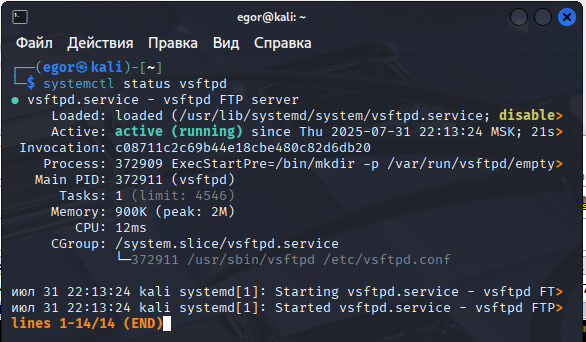 egor@kali: ~
Файл Действия Правка Вид Справка
┌──(egor㉿kali)-[~]
└─$ systemctl status vsftpd
● vsftpd.service - vsftpd FTP server
Loaded: loaded (/usr/lib/systemd/system/vsftpd.service; disable>
Active: active (running) since Thu 2025-07-31 22:13:24 MSK; 21s>
Invocation: c08711c2c69b44e18cbe480c82d6db20
Process: 372909 ExecStartPre=/bin/mkdir -p /var/run/vsftpd/empty>
Main PID: 372911 (vsftpd)
Tasks: 1 (limit: 4546)
Memory: 900K (peak: 2M)
CPU: 12ms
CGroup: /system.slice/vsftpd.service
└─372911 /usr/sbin/vsftpd /etc/vsftpd.conf
июл 31 22:13:24 kali systemd[1]: Starting vsftpd.service - vsftpd FT>
июл 31 22:13:24 kali systemd[1]: Started vsftpd.service - vsftpd FTP>
lines 1-14/14 (END)